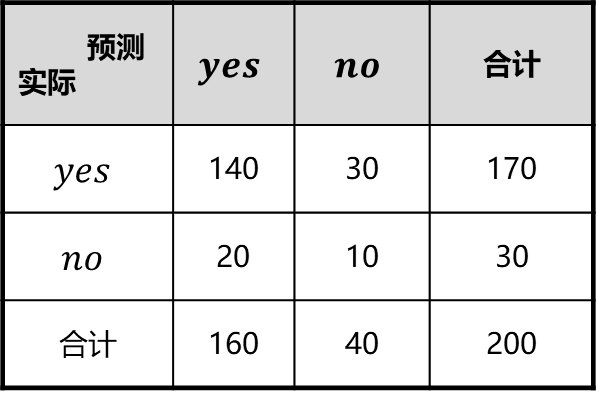 预测
实际 yes no 合计
yes 140 30 170
no 20 10 30
合计 160 40 200